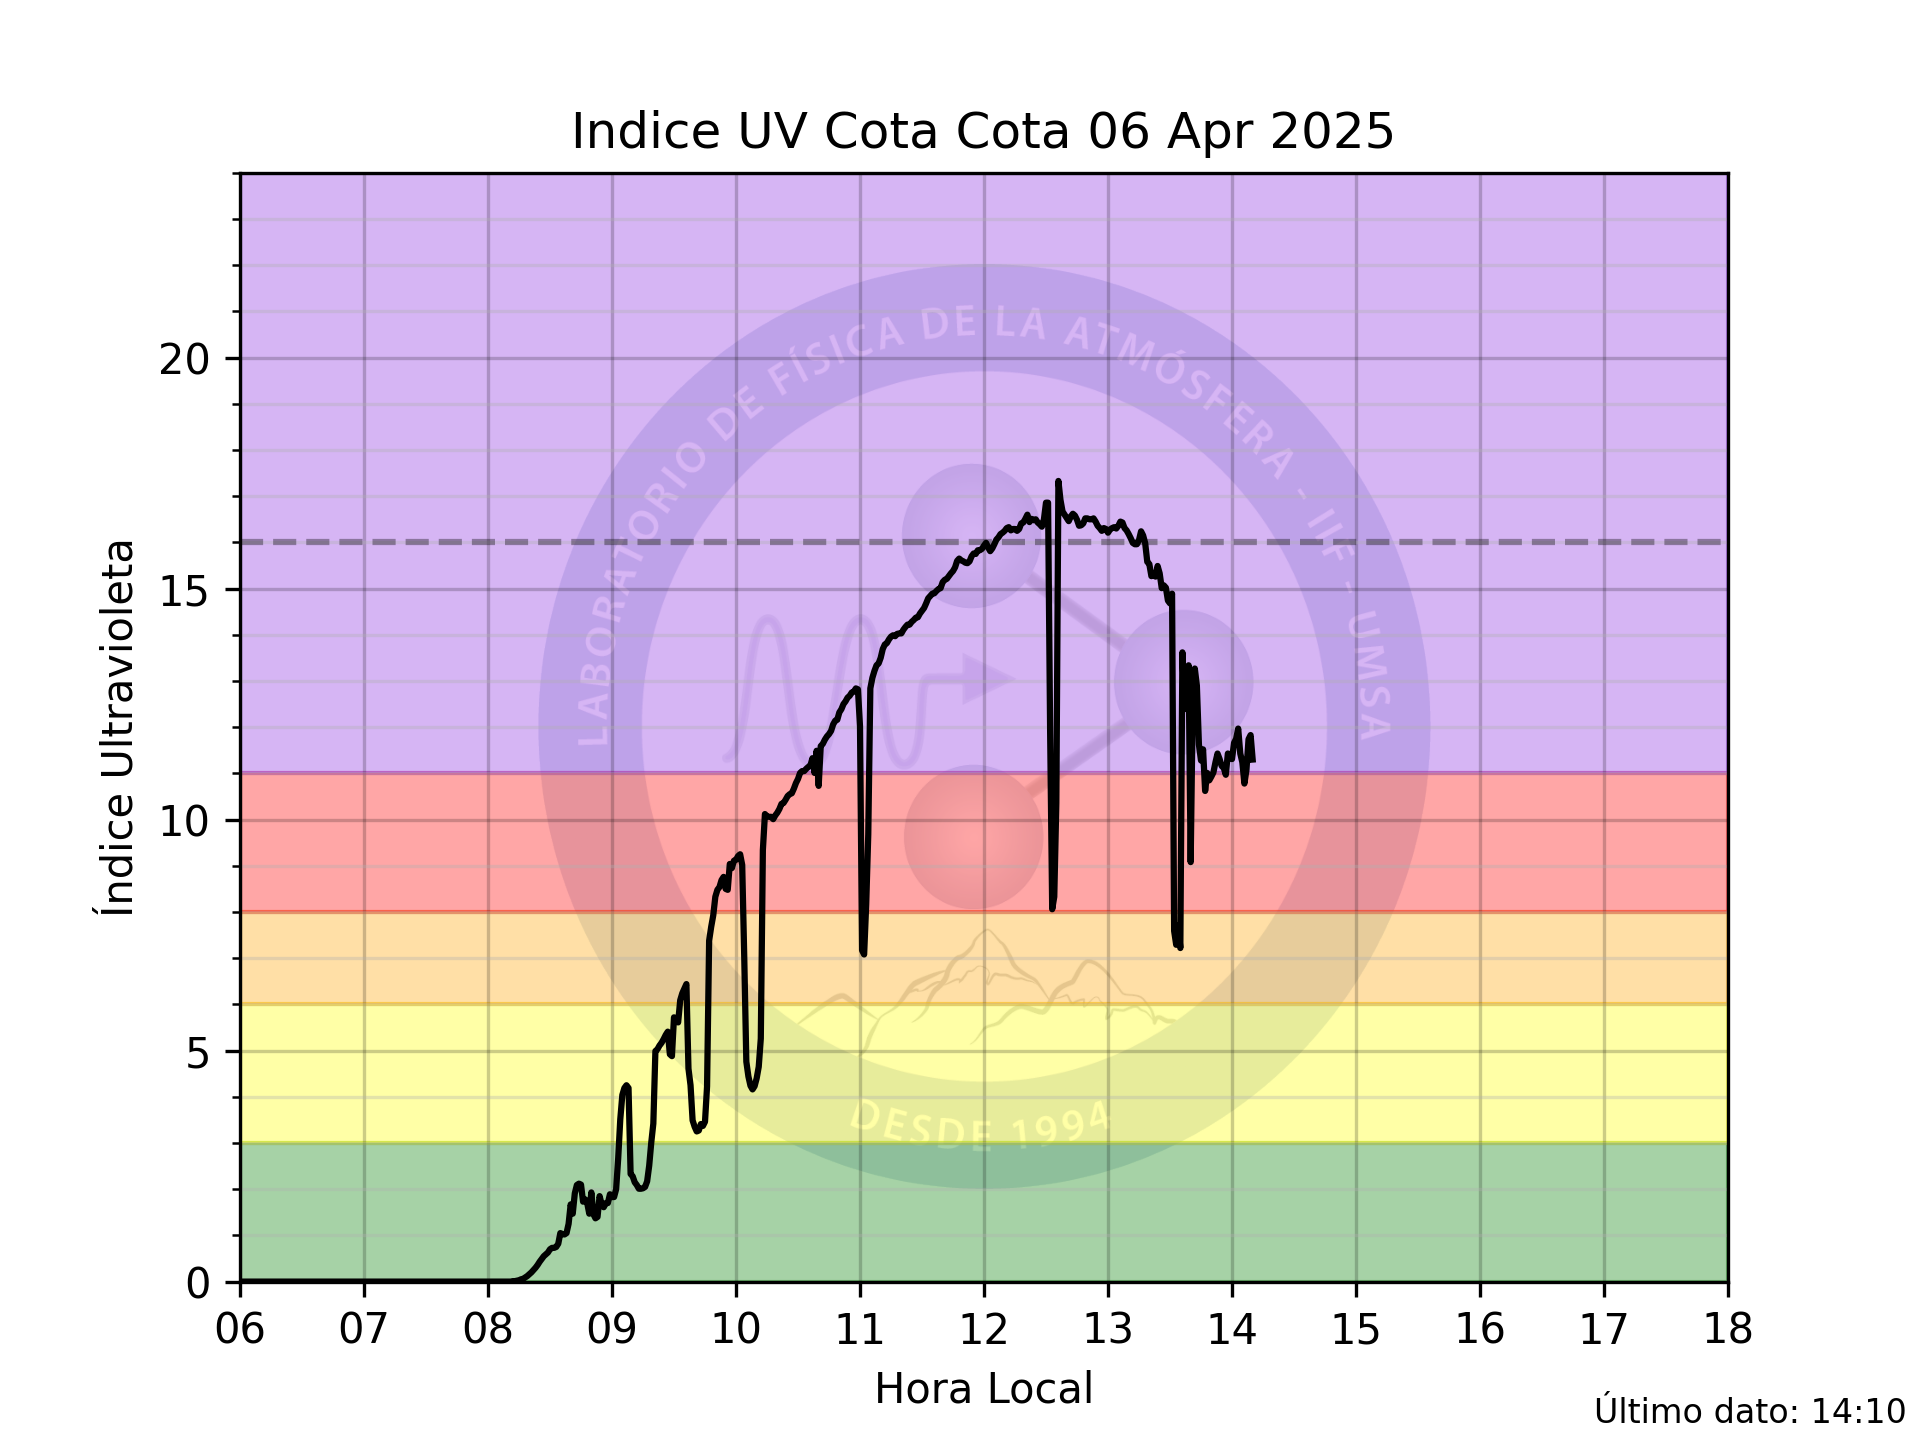 Indice UV Cota Cota 06 Apr 2025
Índice Ultravioleta
20
15
10
5
0
LABORATORIO DE FÍSICA DE LA ATMÓSFERA - IIF - UMSA
DESDE 1994
06 07 08 09 10 11 12 13 14 15 16 17 18
Hora Local
Último dato: 14:10